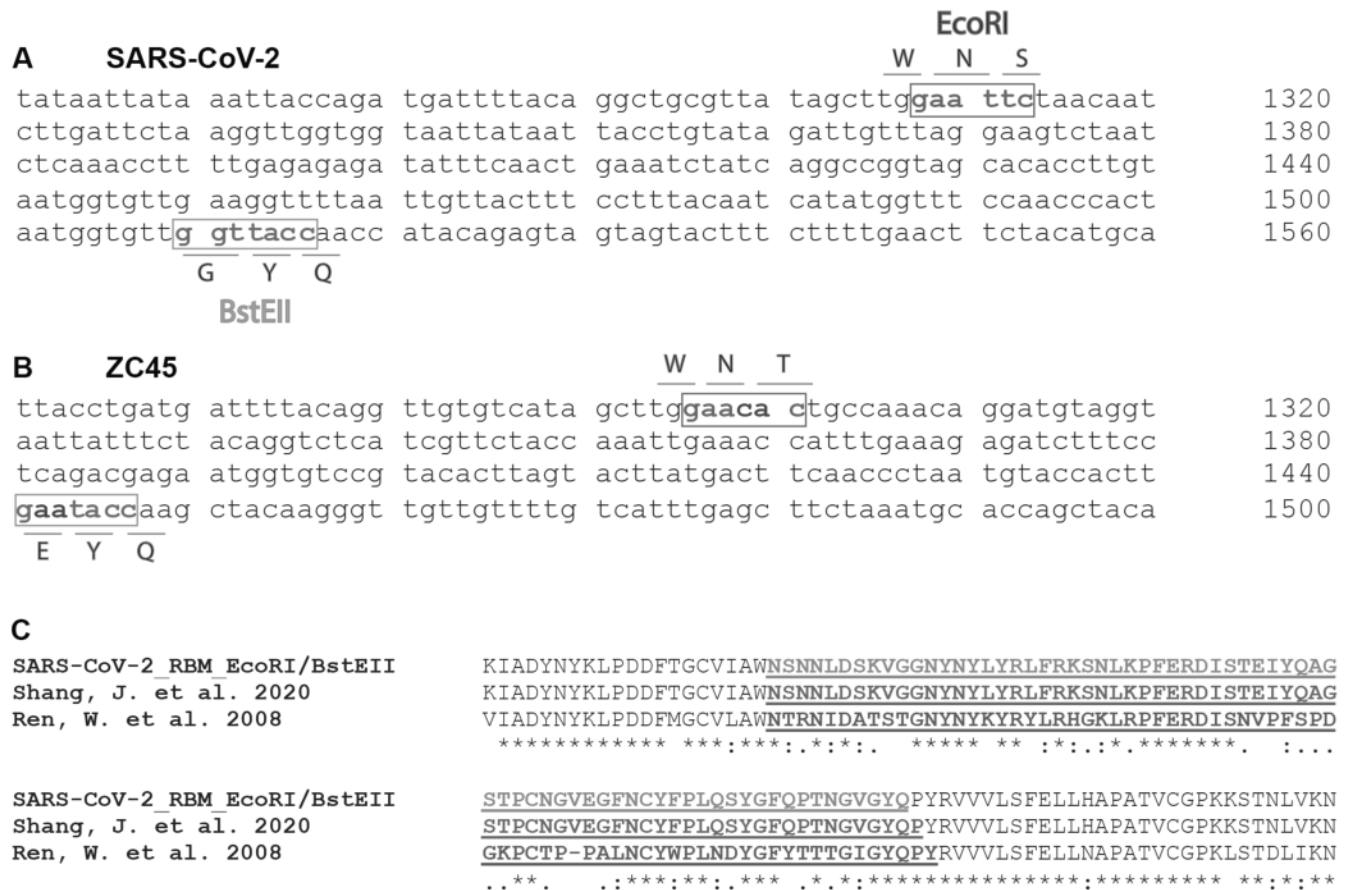 EcoRI
A SARS-CoV-2
W N S
tataattata aattaccaga tgattttaca ggctgcgtta tagcttggaa ttctaacaat 1320
cttgattcta aggttggtgg taattataat tacctgtata gattgtttag gaagtctaat 1380
ctcaaacctt ttgagagaga tatttcaact gaaatctatc aggccggtag cacaccttgt 1440
aatggtgttg aaggttttaa ttgttacttt cctttacaat catatggttt ccaacccact 1500
aatggtgttg gttaccaacc atacagagta gtagtacttt cttttgaact tctacatgca 1560
G Y Q
BstEII
B ZC45
W N T
ttacctgatg attttacagg ttgtgtcata gcttggaaca ctgccaaaca ggatgtaggt 1320
aattatttct acaggtctca tcgttctacc aaattgaaac catttgaaag agatctttcc 1380
tcagacgaga atggtgtccg tacacttagt acttatgact tcaaccctaa tgtaccactt 1440
gaataccaag ctacaagggt tgttgttttg tcatttgagc ttctaaatgc accagctaca 1500
E Y Q
C
SARS-CoV-2_RBM_EcoRI/BstEII KIADYNYKLPDDFTGCVIAWNSNNLDSKVGGNYNYLYRLFRKSNLKPFERDISTEIYQAG
Shang, J. et al. 2020 KIADYNYKLPDDFTGCVIAWNSNNLDSKVGGNYNYLYRLFRKSNLKPFERDISTEIYQAG
Ren, W. et al. 2008 VIADYNYKLPDDFMGCVLAWNTRNIDATSTGNYNYKYRYLRHGKLRPFERDISNVPFSPD
************ ***:**:.*:*:. ***** ** :*:.:*.*******. :...
SARS-CoV-2_RBM_EcoRI/BstEII STPCNGVEGFNCYFPLQSYGFQPTNGVGYQPYRVVVLSFELLHAPATVCGPKKSTNLVKN
Shang, J. et al. 2020 STPCNGVEGFNCYFPLQSYGFQPTNGVGYQPYRVVVLSFELLHAPATVCGPKKSTNLVKN
Ren, W. et al. 2008 GKPCTP-PALNCYWPLNDYGFYTTTGIGYQPYRVVVLSFELLNAPATVCGPKLSTDLIKN
..**. .:***:**:.*** .*.*:***************:********* **:*:**